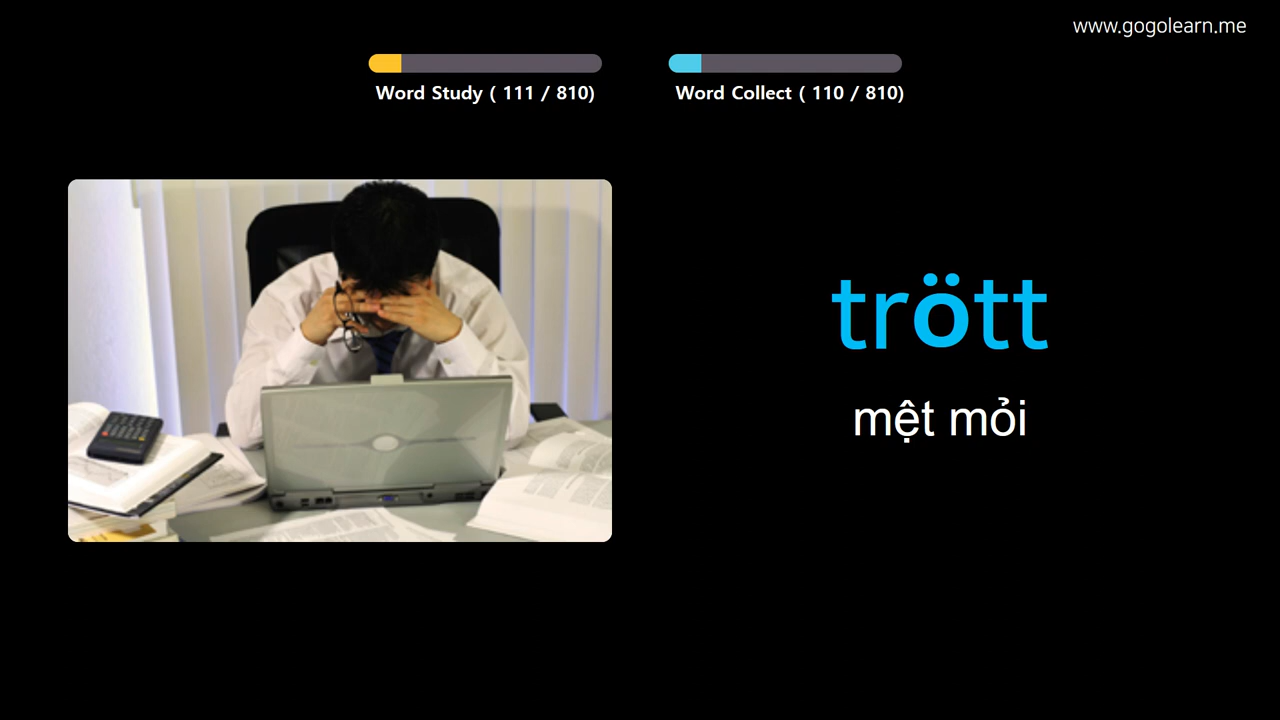 www.gogolearn.me
Word Study ( 111 / 810)
Word Collect ( 110 / 810)
trött
mệt mỏi